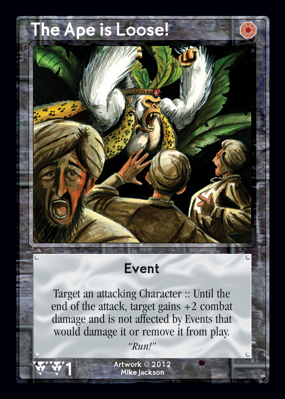 The Ape is Loose!
Event
Target an attacking Character :: Until the
end of the attack, target gains +2 combat
damage and is not affected by Events that
would damage it or remove it from play.
"Run!"
1
Artwork © 2012
Mike Jackson